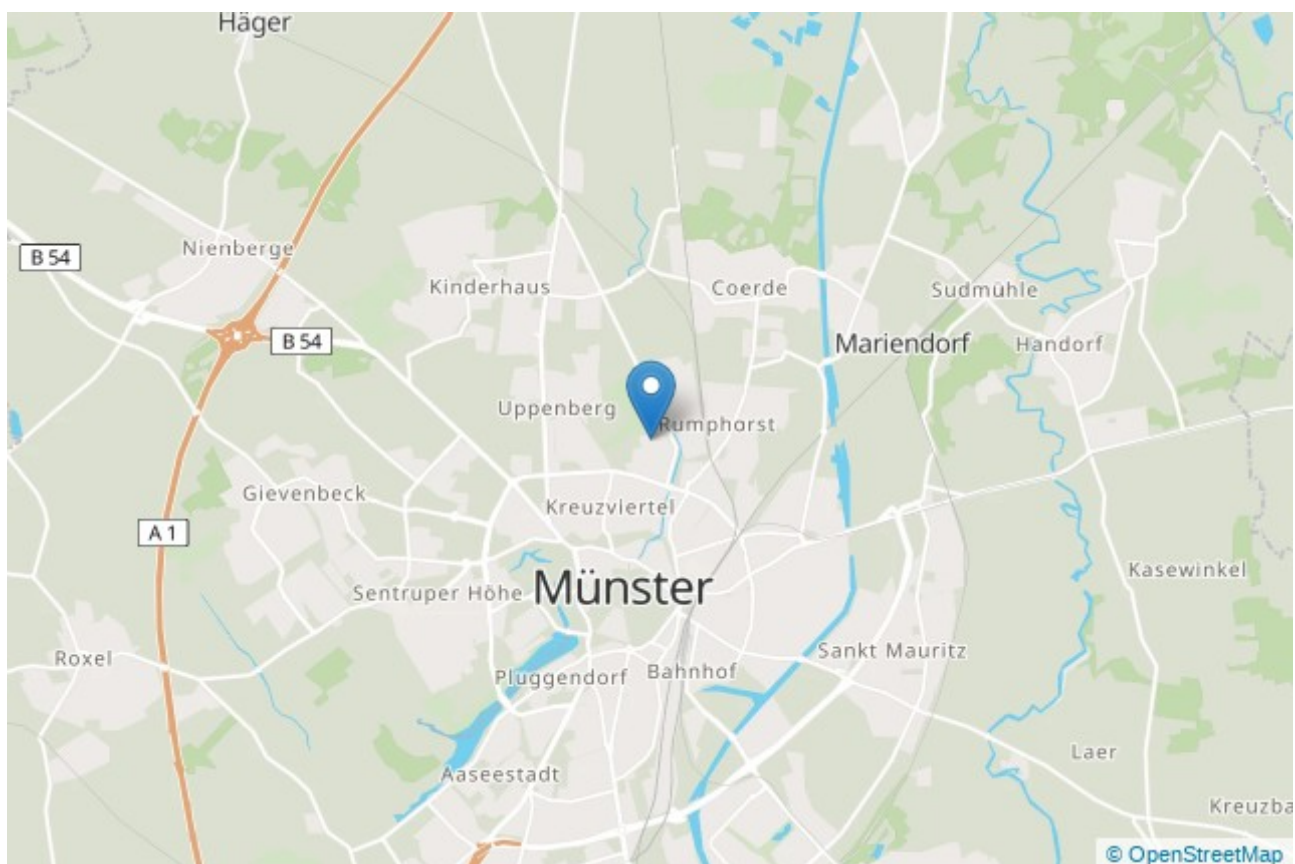 Häger
Nienberge
B 54
B 54
Kinderhaus
Coerde
Sudmühle
Mariendorf
Handorf
Uppenberg
Rumphorst
Gievenbeck
Kreuzviertel
A 1
Kasewinkel
Sentruper Höhe
Münster
Roxel
Pluggendorf
Bahnhof
Sankt Mauritz
Aaseestadt
Laer
Kreuzba
© OpenStreetMap